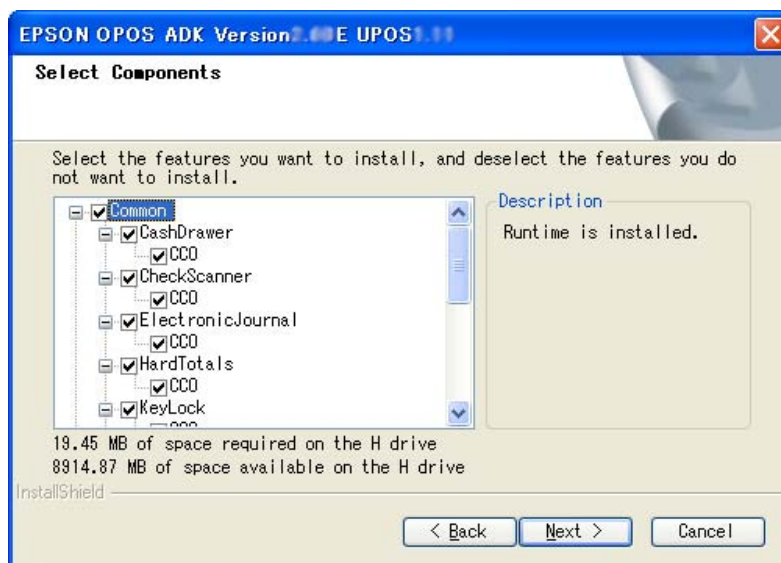 EPSON OPOS ADK Version E UPOS
Select Components
Select the features you want to install, and deselect the features you do
not want to install.
Common
CashDrawer
CCO
CheckScanner
CCO
ElectronicJournal
CCO
HardTotals
CCO
KeyLock
Description
Runtime is installed.
19.45 MB of space required on the H drive
8914.87 MB of space available on the H drive
InstallShield
< Back
Next >
Cancel